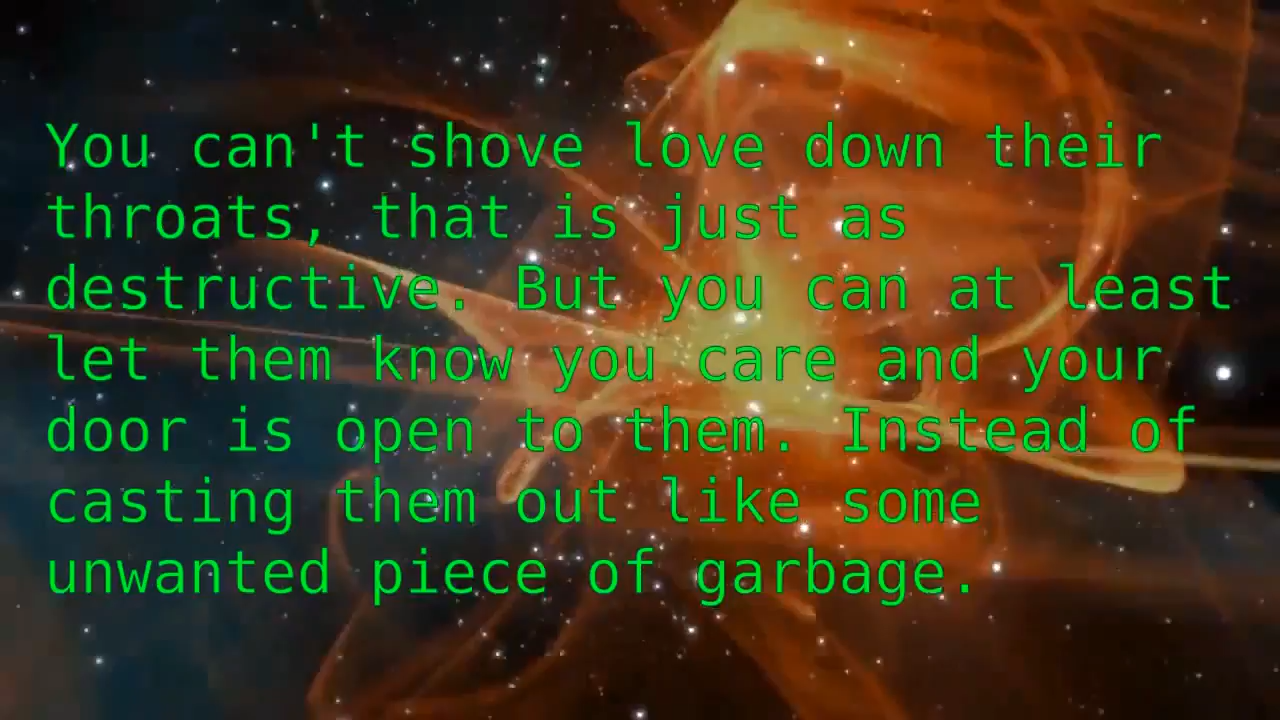 You can't shove love down their
throats, that is just as
destructive. But you can at least
let them know you care and your
door is open to them. Instead of
casting them out like some
unwanted piece of garbage.